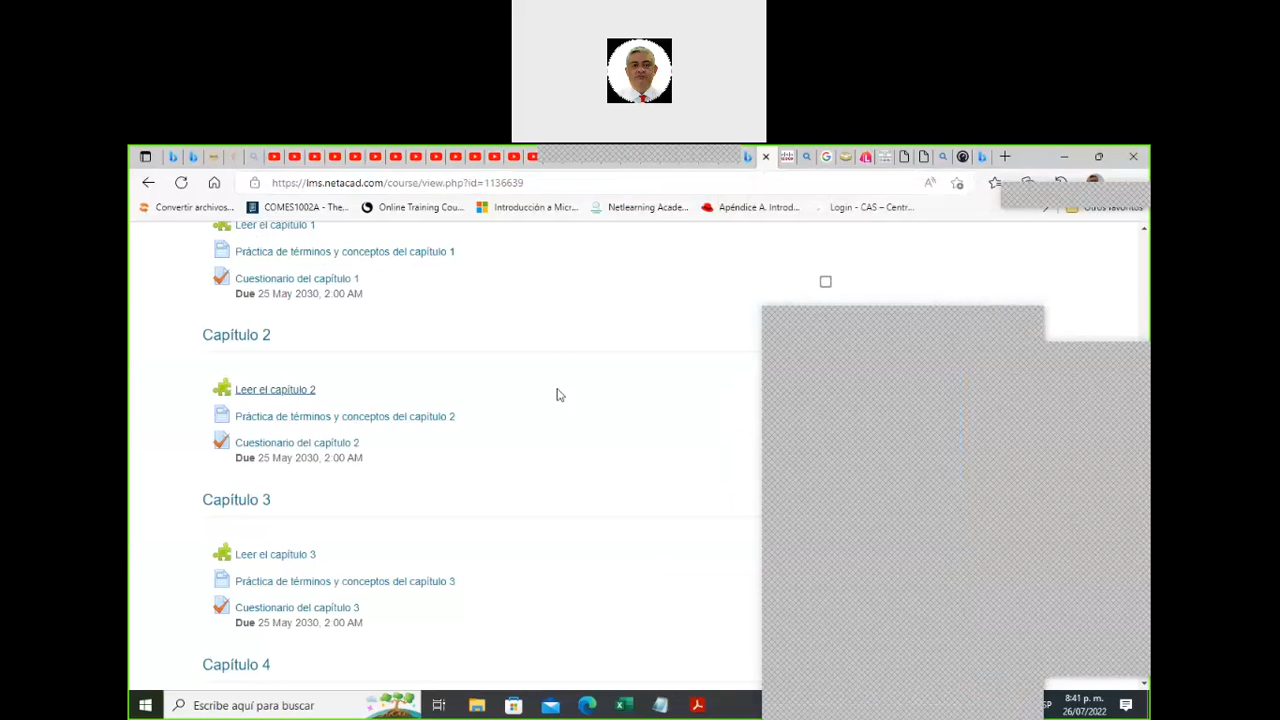 https://lms.netacad.com/course/view.php?id=1136639
Convertir archivos... COMES1002A - The... Online Training Cou... Introducción a Micr... Netlearning Acade... Apéndice A. Introd... Login - CAS – Centr... Otros favoritos
Leer el capítulo 1
Práctica de términos y conceptos del capítulo 1
Cuestionario del capítulo 1
Due 25 May 2030, 2:00 AM
Capítulo 2
Leer el capítulo 2
Práctica de términos y conceptos del capítulo 2
Cuestionario del capítulo 2
Due 25 May 2030, 2:00 AM
Capítulo 3
Leer el capítulo 3
Práctica de términos y conceptos del capítulo 3
Cuestionario del capítulo 3
Due 25 May 2030, 2:00 AM
Capítulo 4
Escribe aquí para buscar
8:41 p. m.
26/07/2022